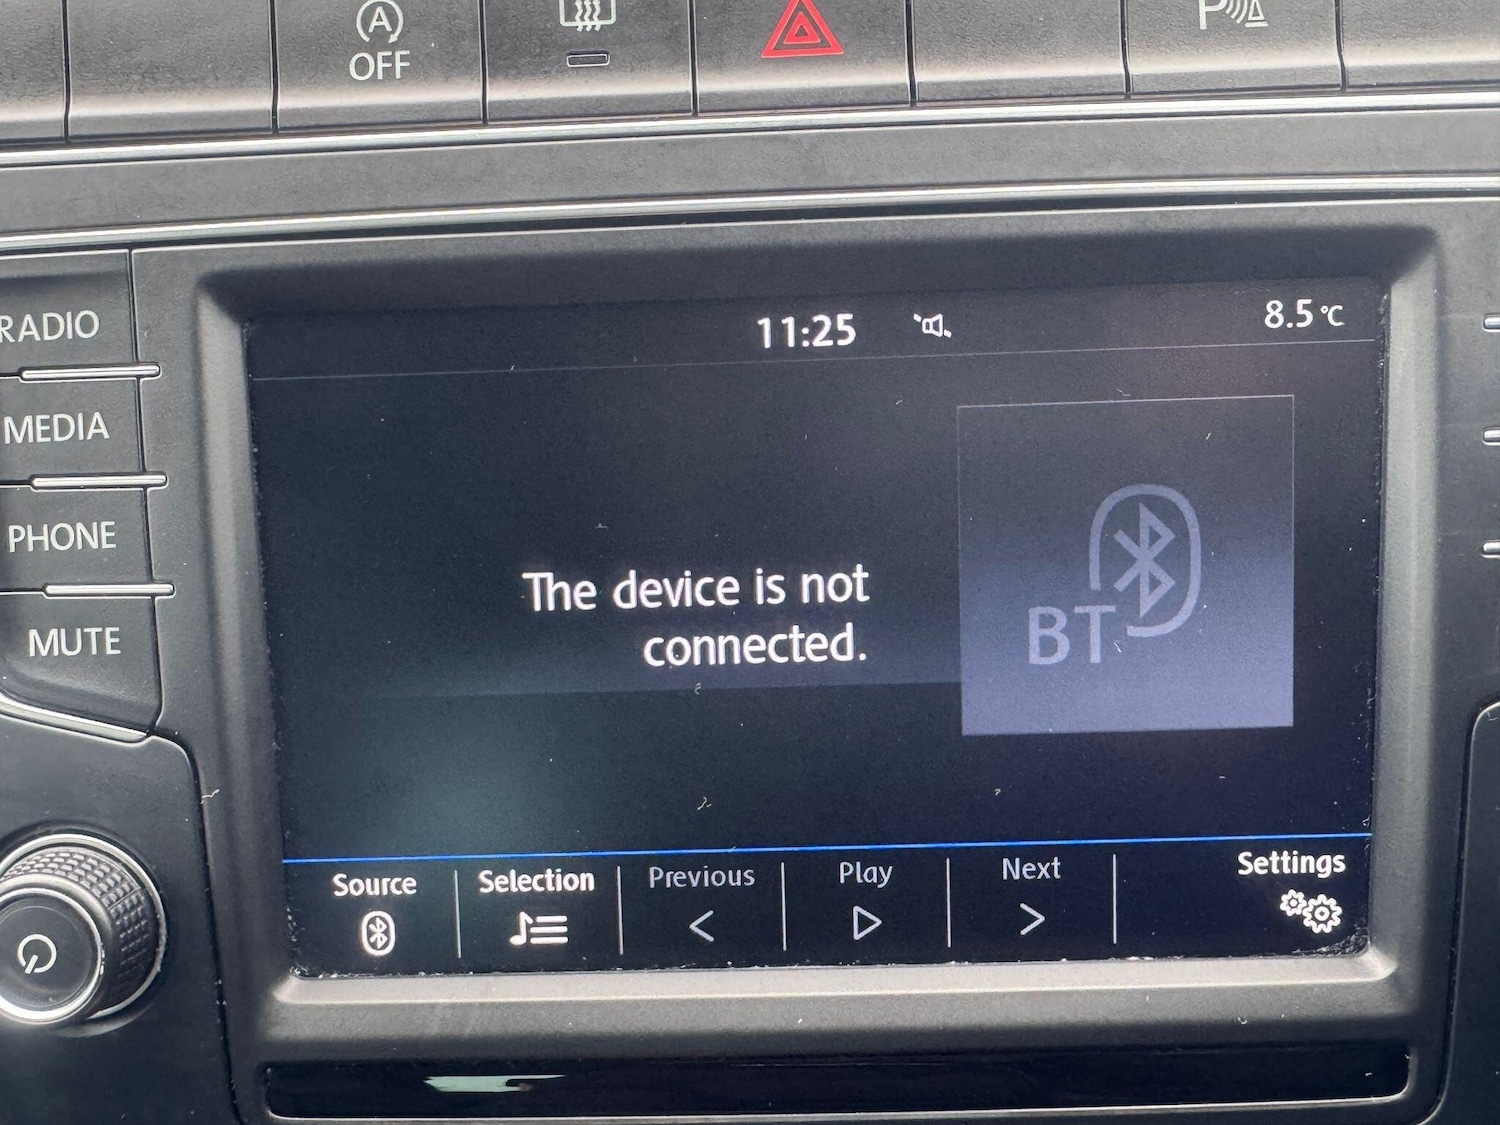 A
OFF
P
RADIO
MEDIA
PHONE
MUTE
11:25
8.5 °C
The device is not
connected.
BT
Source
Selection
Previous
Play
Next
Settings